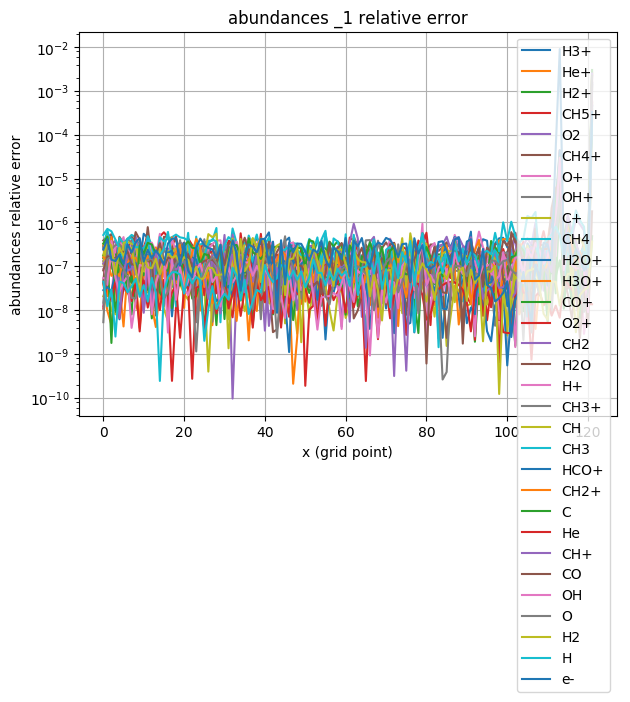 abundances _1 relative error
abundances relative error
10⁻²
10⁻³
10⁻⁴
10⁻⁵
10⁻⁶
10⁻⁷
10⁻⁸
10⁻⁹
10⁻¹⁰
0 20 40 60 80 100 120
x (grid point)
H3+
He+
H2+
CH5+
O2
CH4+
O+
OH+
C+
CH4
H2O+
H3O+
CO+
O2+
CH2
H2O
H+
CH3+
CH
CH3
HCO+
CH2+
C
He
CH+
CO
OH
O
H2
H
e-